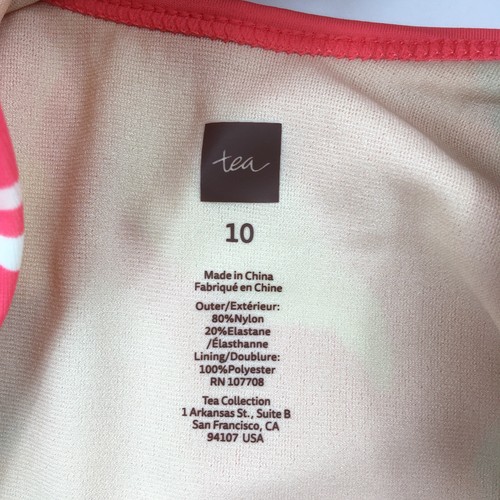 tea
10
Made in China
Fabriqué en Chine
Outer/Extérieur:
80%Nylon
20%Elastane
/Élasthanne
Lining/Doublure:
100%Polyester
RN 107708
Tea Collection
1 Arkansas St., Suite B
San Francisco, CA
94107 USA